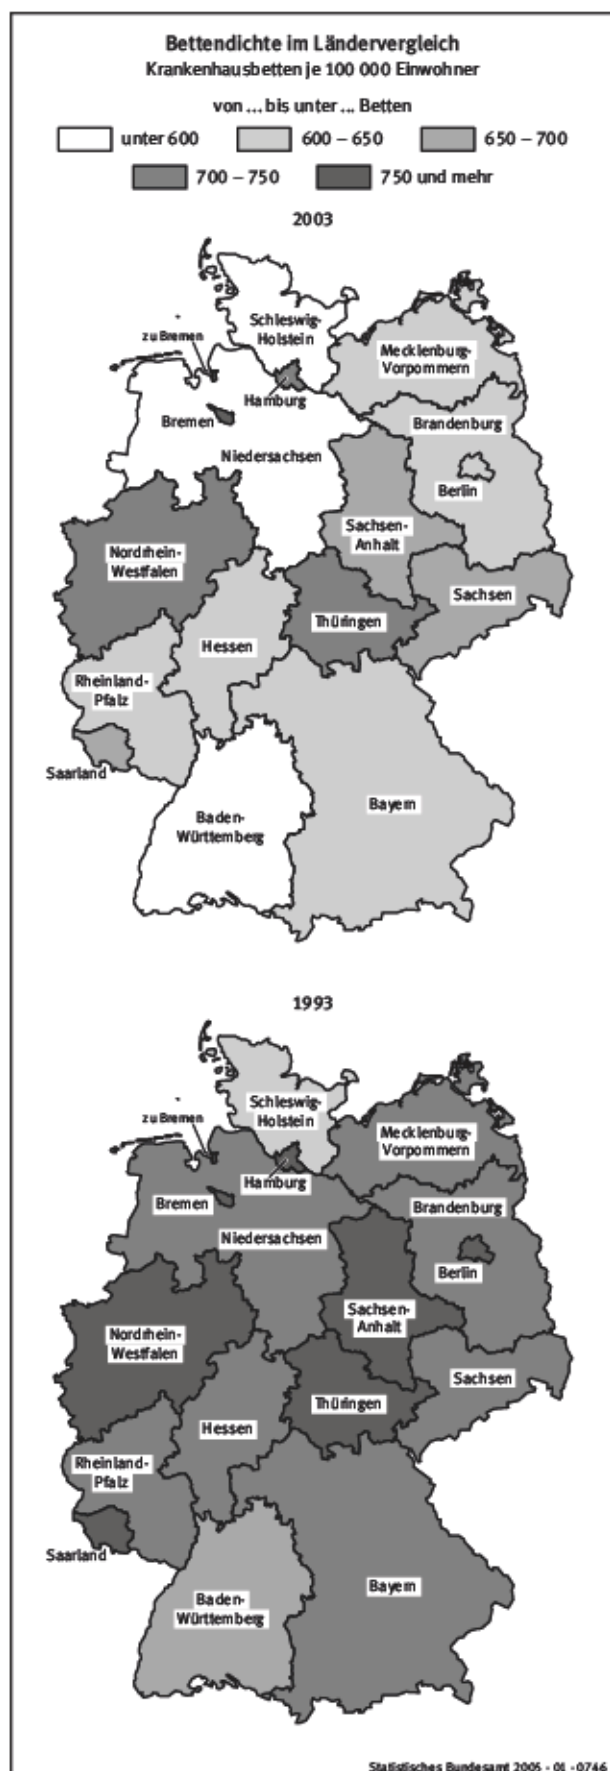 Bettendichte im Ländervergleich
Krankenhausbetten je 100 000 Einwohner
von ... bis unter ... Betten
unter 600
600 – 650
650 – 700
700 – 750
750 und mehr
2003
Schleswig-
Holstein
zu Bremen
Mecklenburg-
Vorpommern
Hamburg
Bremen
Brandenburg
Niedersachsen
Berlin
Sachsen-
Anhalt
Nordrhein-
Westfalen
Sachsen
Thüringen
Hessen
Rheinland-
Pfalz
Saarland
Bayern
Baden-
Württemberg
1993
Schleswig-
Holstein
zu Bremen
Mecklenburg-
Vorpommern
Hamburg
Bremen
Brandenburg
Niedersachsen
Berlin
Sachsen-
Anhalt
Nordrhein-
Westfalen
Sachsen
Thüringen
Hessen
Rheinland-
Pfalz
Saarland
Bayern
Baden-
Württemberg
Statistisches Bundesamt 2005 - 01 - 0746